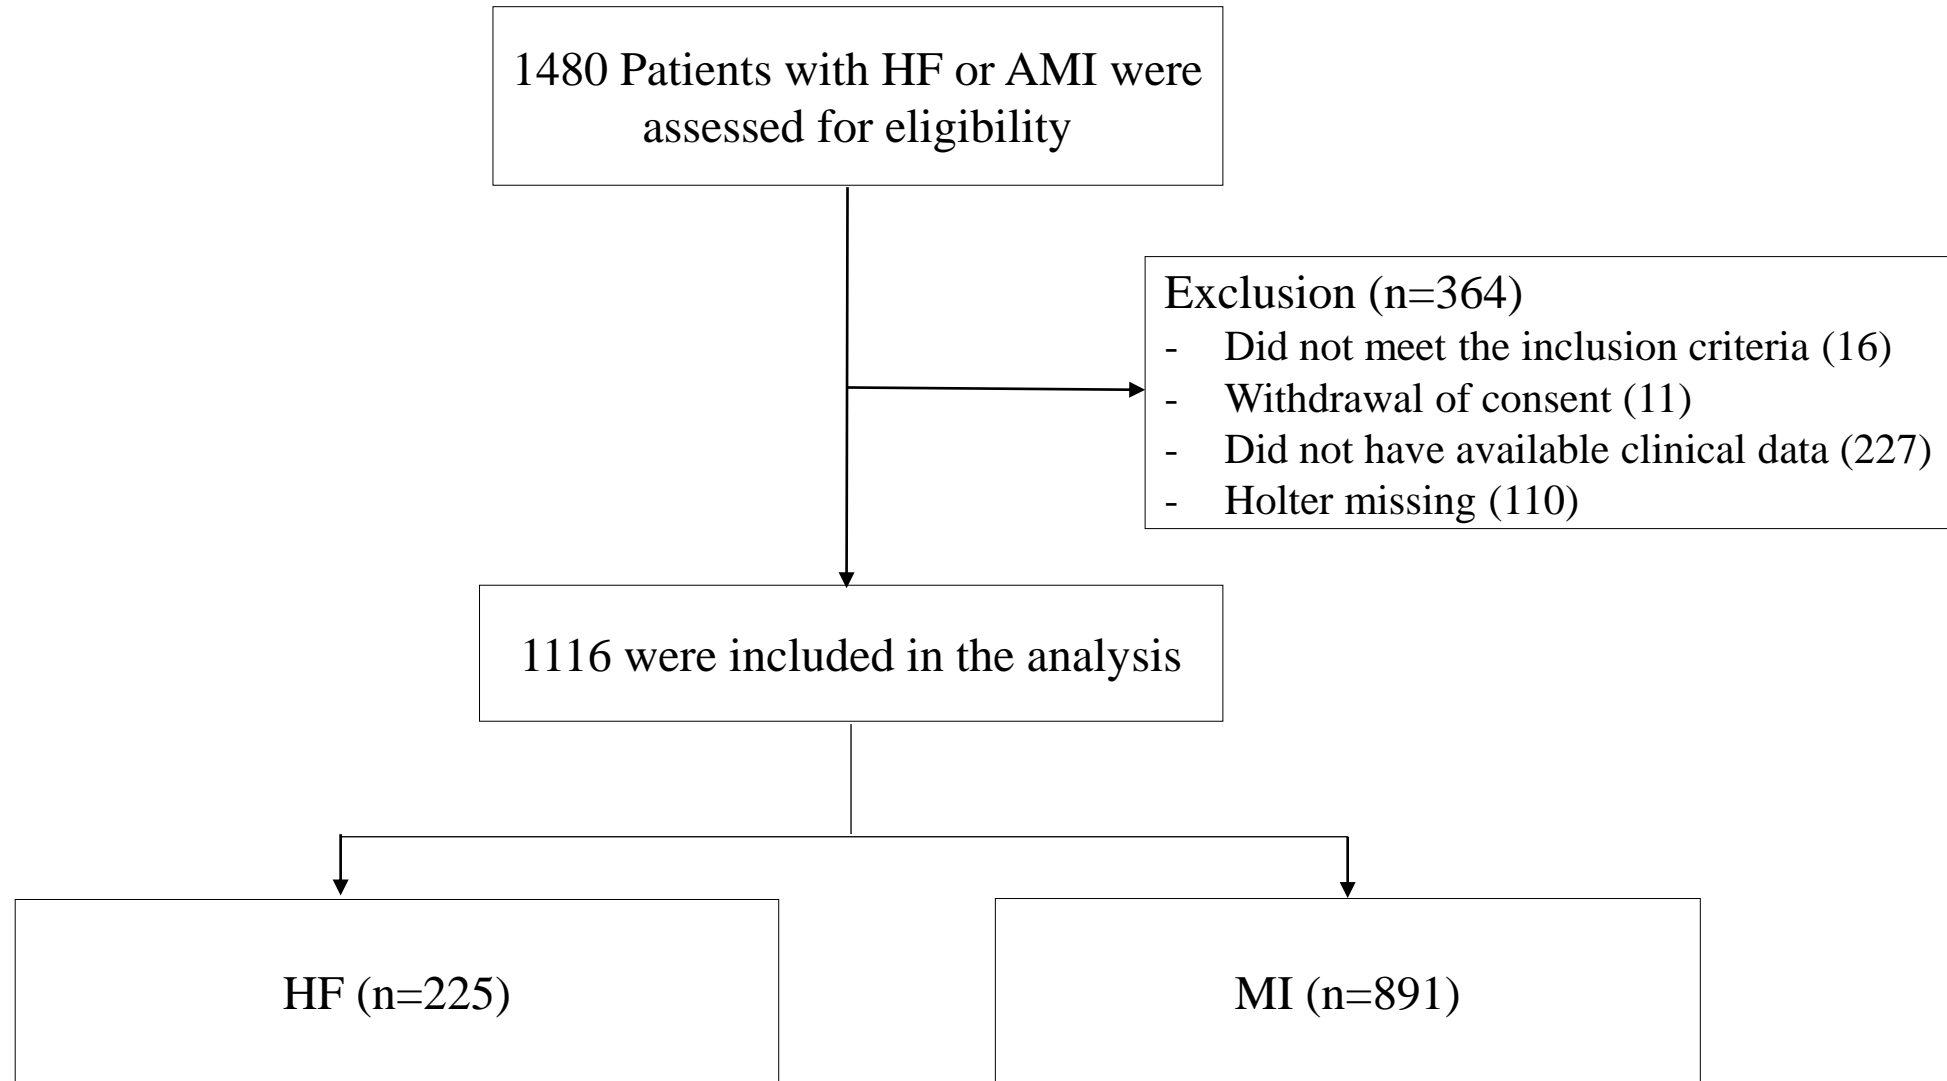 1480 Patients with HF or AMI were
assessed for eligibility
Exclusion (n=364)
- Did not meet the inclusion criteria (16)
- Withdrawal of consent (11)
- Did not have available clinical data (227)
- Holter missing (110)
1116 were included in the analysis
HF (n=225)
MI (n=891)